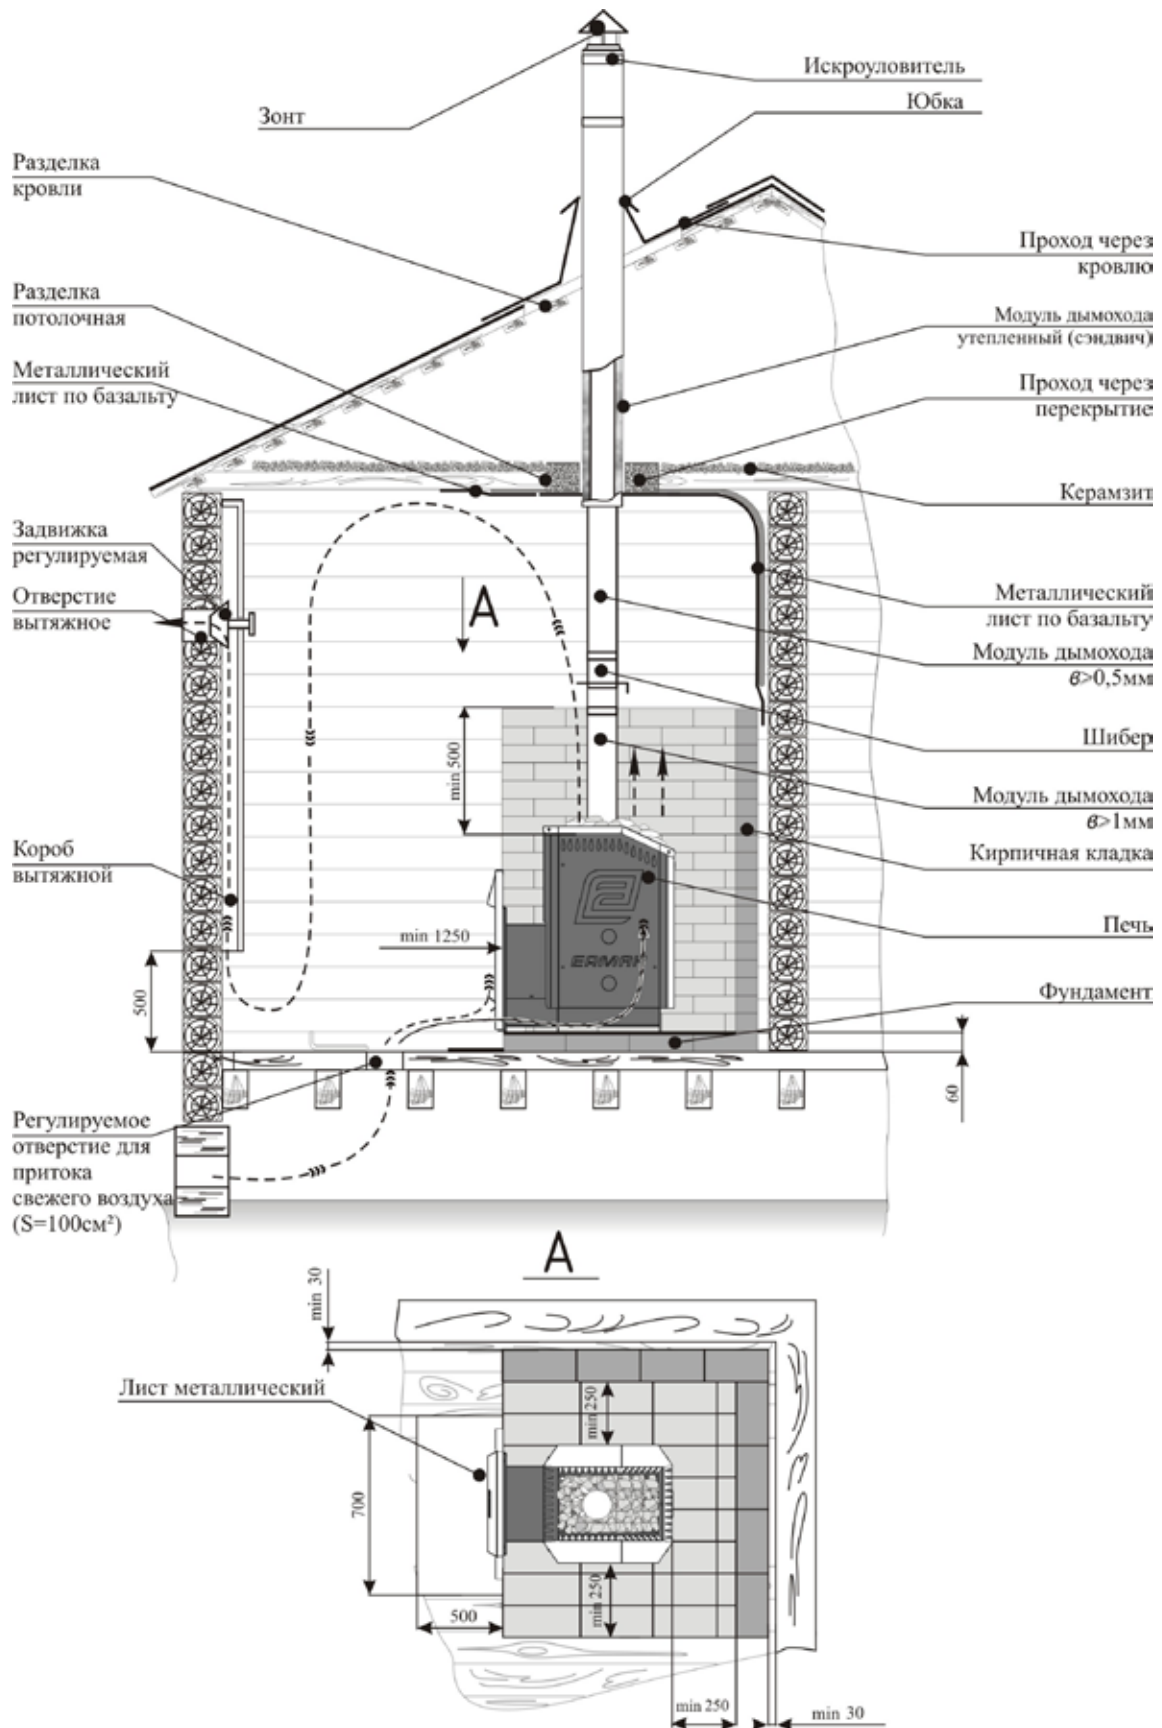 Зонт
Разделка
кровли
Разделка
потолочная
Металлический
лист по базальту
Задвижка
регулируемая
Отверстие
вытяжное
Короб
вытяжной
Регулируемое
отверстие для
притока
свежего воздуха
(S=100см²)
Искроуловитель
Юбка
Проход через
кровлю
Модуль дымохода
утепленный (сэндвич)
Проход через
перекрытие
Керамзит
Металлический
лист по базальту
Модуль дымохода
в>0,5мм
Шибер
Модуль дымохода
в>1мм
Кирпичная кладка
Печь
Фундамент
A
min 500
min 1250
ERMAK
500
60
A
min 30
Лист металлический
700
500
min 250
min 250
min 250
min 30